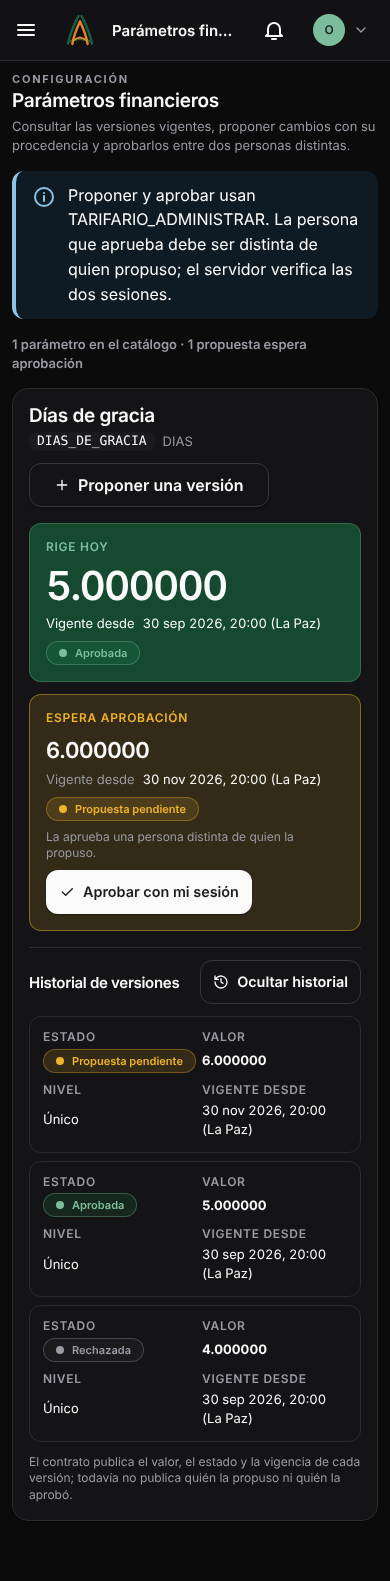 Parámetros fin...
O
CONFIGURACIÓN
Parámetros financieros
Consultar las versiones vigentes, proponer cambios con su
procedencia y aprobarlos entre dos personas distintas.
Proponer y aprobar usan
TARIFARIO_ADMINISTRAR. La persona
que aprueba debe ser distinta de
quien propuso; el servidor verifica las
dos sesiones.
1 parámetro en el catálogo · 1 propuesta espera
aprobación
Días de gracia
DIAS_DE_GRACIA DIAS
+ Proponer una versión
RIGE HOY
5.000000
Vigente desde 30 sep 2026, 20:00 (La Paz)
Aprobada
ESPERA APROBACIÓN
6.000000
Vigente desde 30 nov 2026, 20:00 (La Paz)
Propuesta pendiente
La aprueba una persona distinta de quien la
propuso.
Aprobar con mi sesión
Historial de versiones
Ocultar historial
ESTADO VALOR
Propuesta pendiente 6.000000
NIVEL VIGENTE DESDE
Único 30 nov 2026, 20:00
(La Paz)
ESTADO VALOR
Aprobada 5.000000
NIVEL VIGENTE DESDE
Único 30 sep 2026, 20:00
(La Paz)
ESTADO VALOR
Rechazada 4.000000
NIVEL VIGENTE DESDE
Único 30 sep 2026, 20:00
(La Paz)
El contrato publica el valor, el estado y la vigencia de cada
versión; todavía no publica quién la propuso ni quién la
aprobó.